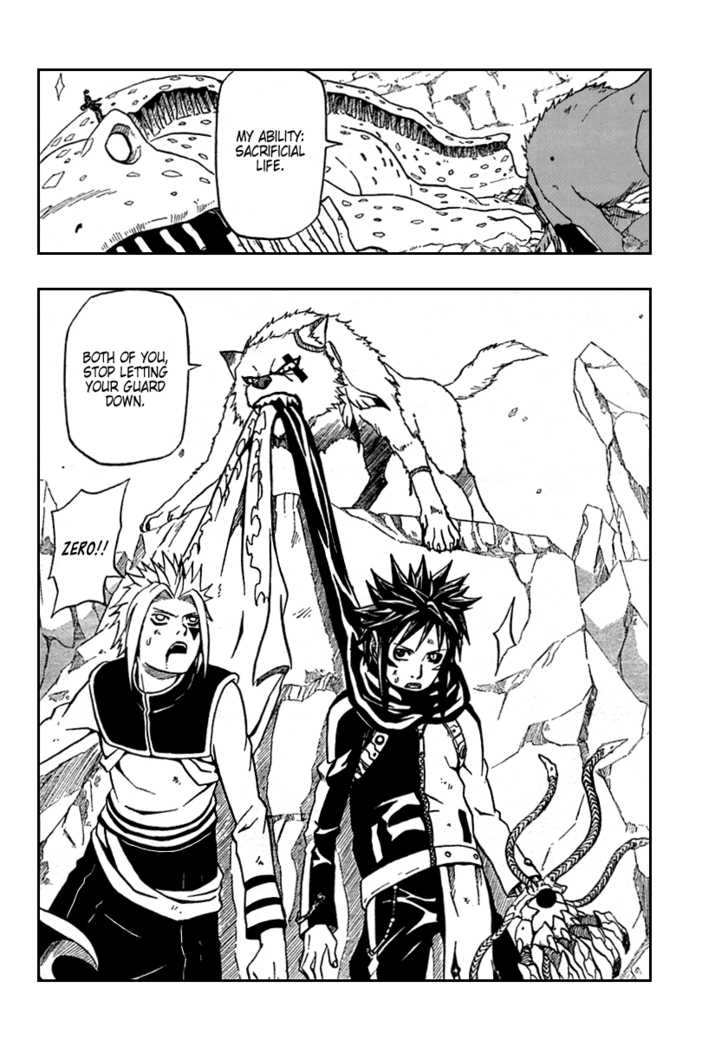 MY ABILITY:
SACRIFICIAL
LIFE.
BOTH OF YOU,
STOP LETTING
YOUR GUARD
DOWN.
ZERO!!